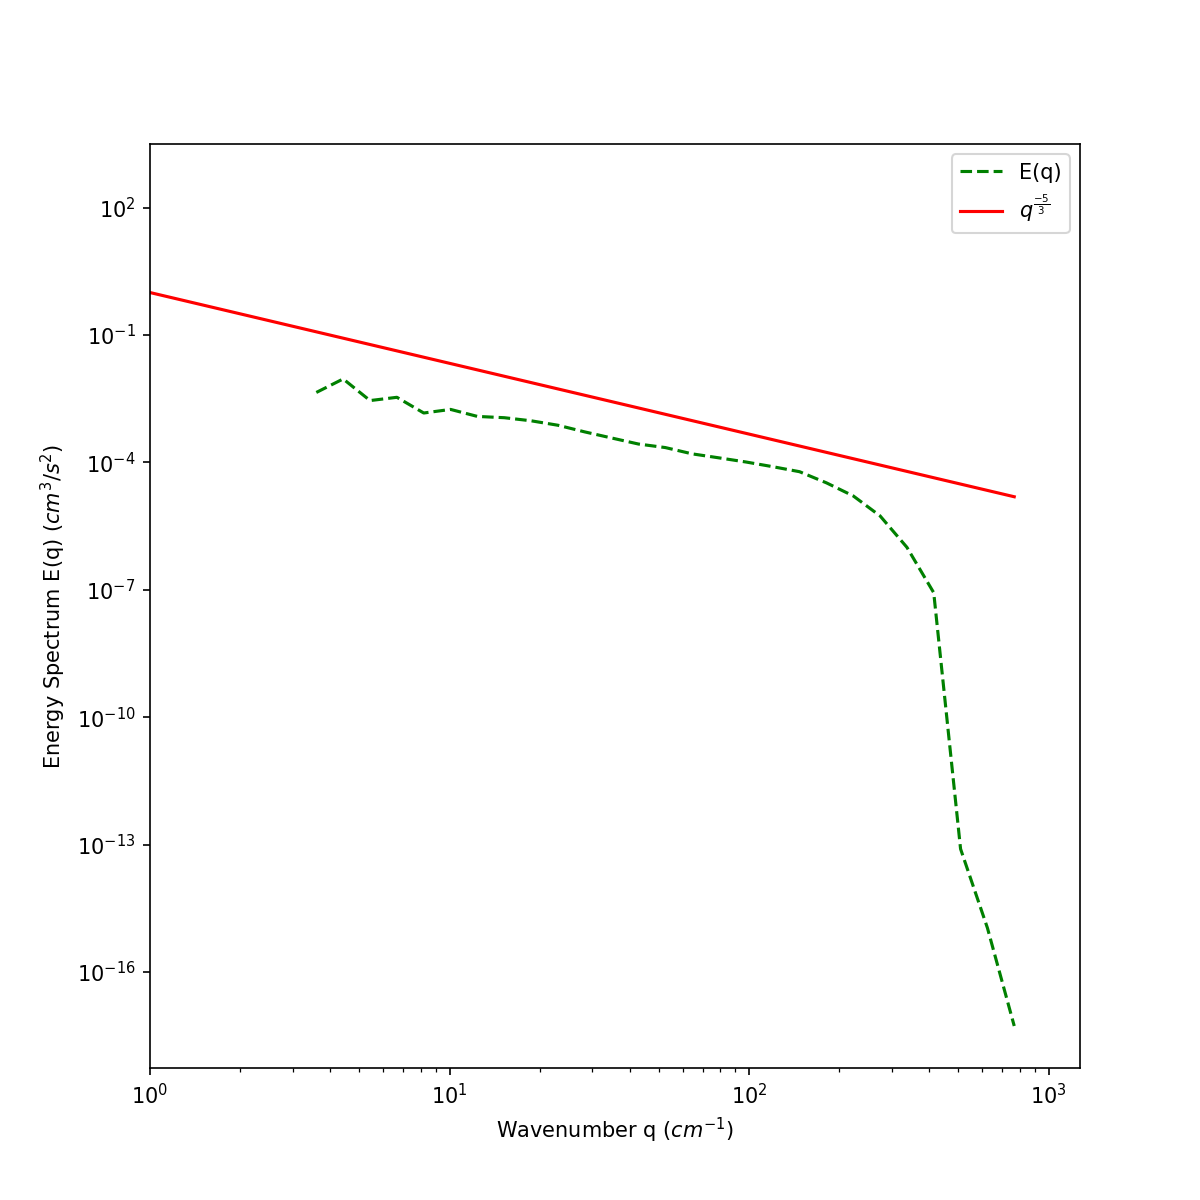 E(q)
q^{\frac{-5}{3}}
10^2
10^{-1}
10^{-4}
10^{-7}
10^{-10}
10^{-13}
10^{-16}
Energy Spectrum E(q) (cm^3/s^2)
10^0 10^1 10^2 10^3
Wavenumber q (cm^{-1})